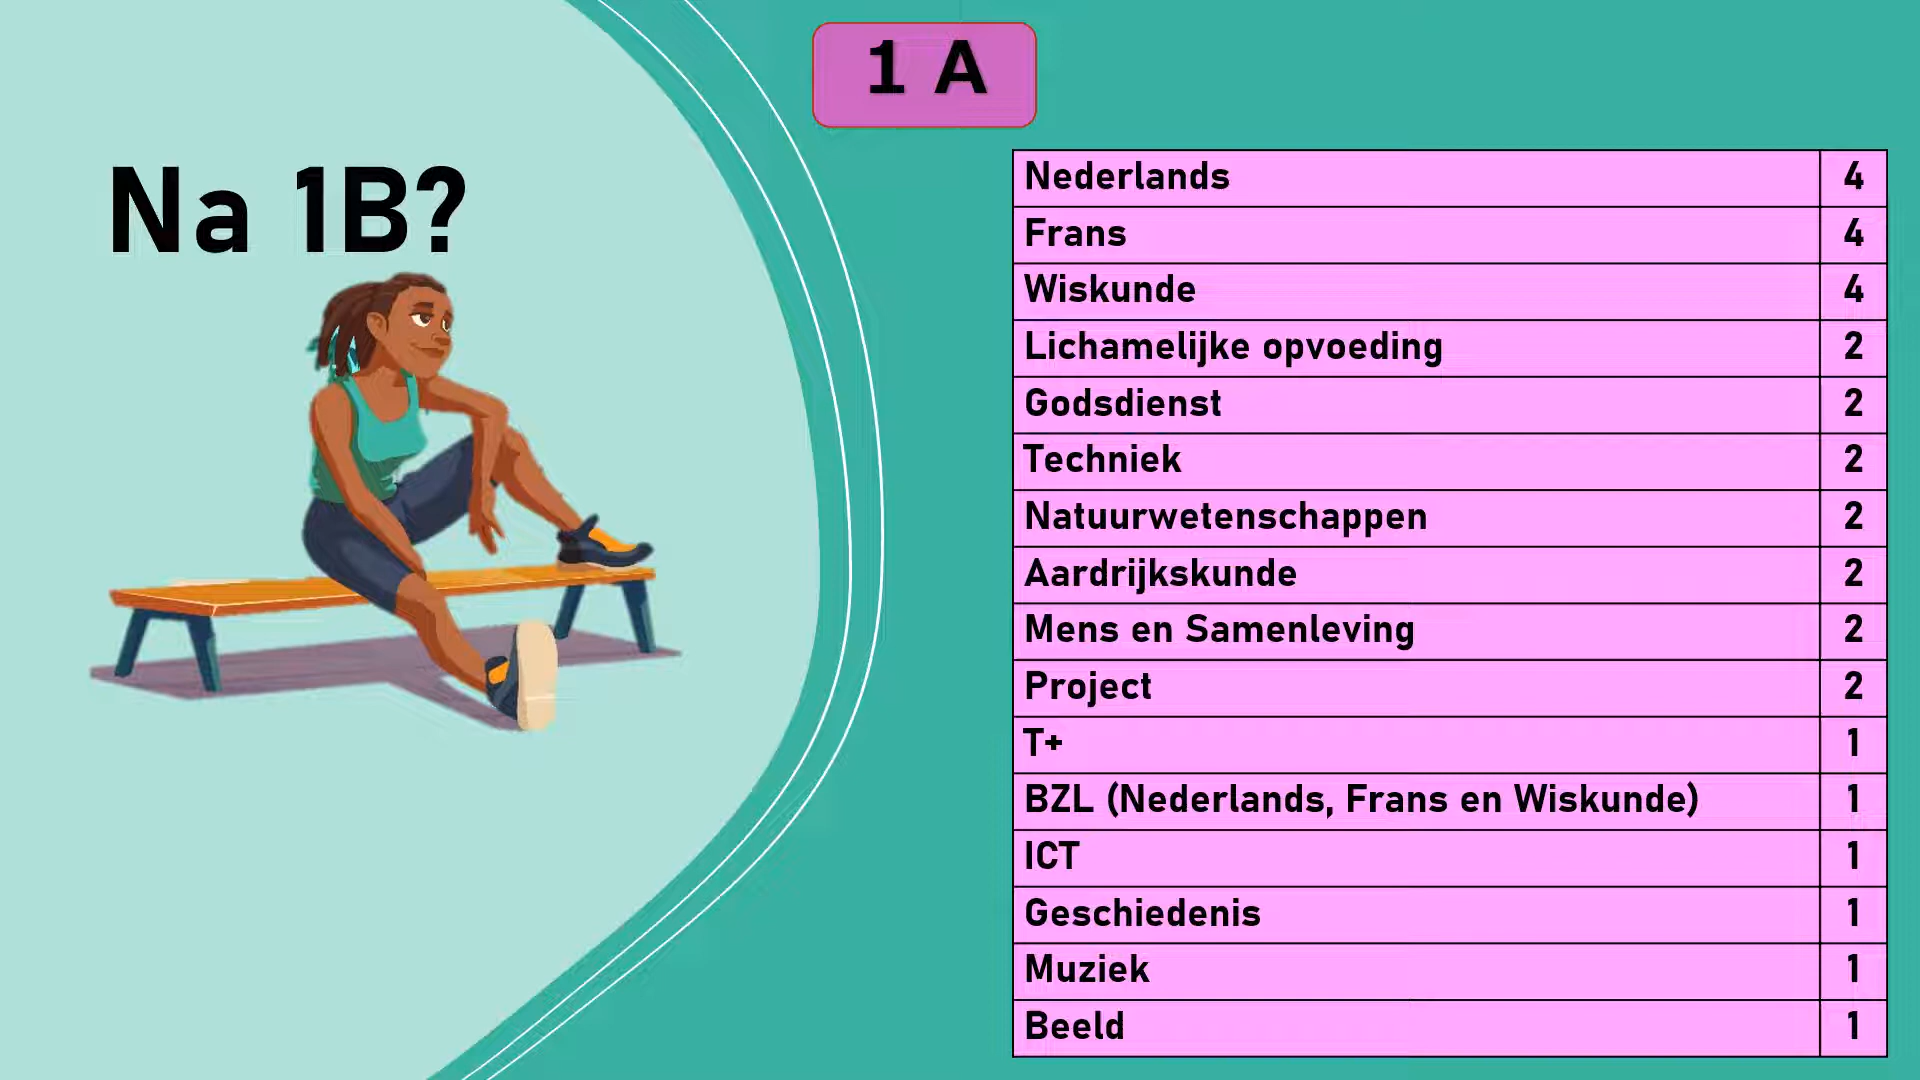 1 A
Na 1B?
Nederlands 4
Frans 4
Wiskunde 4
Lichamelijke opvoeding 2
Godsdienst 2
Techniek 2
Natuurwetenschappen 2
Aardrijkskunde 2
Mens en Samenleving 2
Project 2
T+ 1
BZL (Nederlands, Frans en Wiskunde) 1
ICT 1
Geschiedenis 1
Muziek 1
Beeld 1